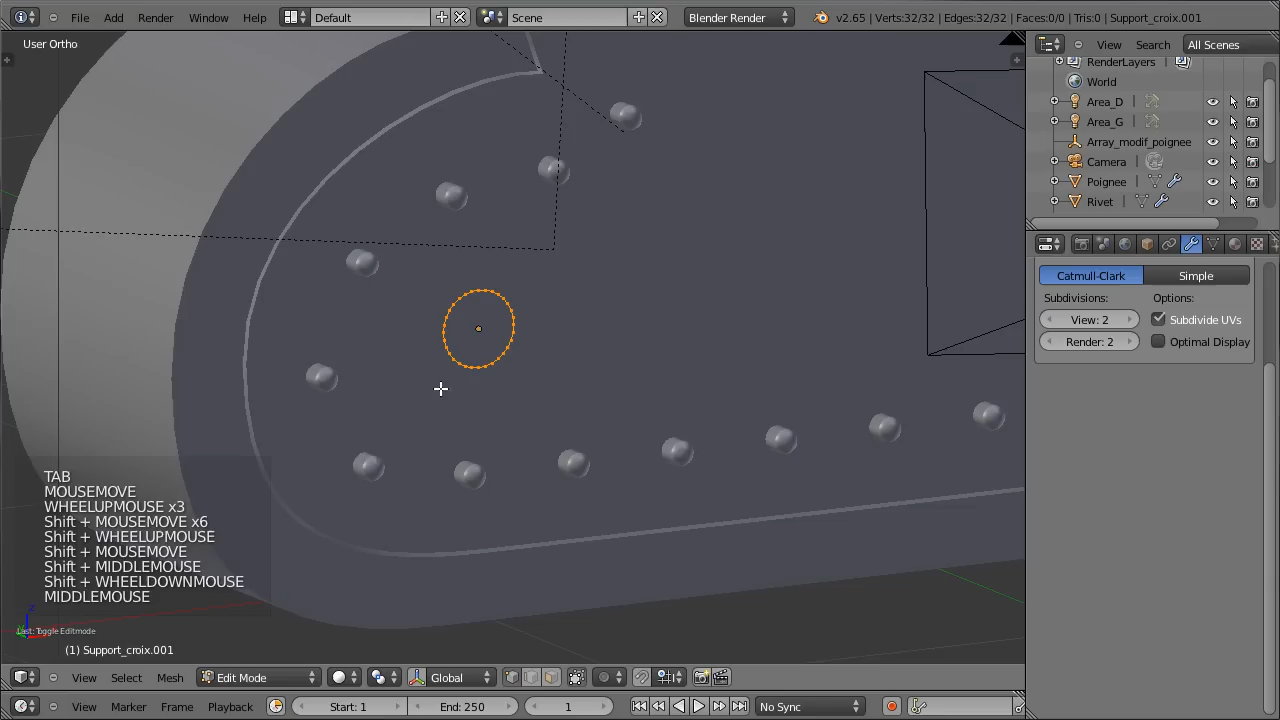 File Add Render Window Help Default Scene Blender Render v2.65 | Verts:32/32 | Edges:32/32 | Faces:0/0 | Tris:0 | Support_croix.001
User Ortho
View Search All Scenes
RenderLayers
World
Area_D
Area_G
Array_modif_poignee
Camera
Poignee
Rivet
Catmull-Clark Simple
Subdivisions: Options:
View: 2 Subdivide UVs
Render: 2 Optimal Display
TAB
MOUSEMOVE
WHEELUPMOUSE x3
Shift + MOUSEMOVE x6
Shift + WHEELUPMOUSE
Shift + MOUSEMOVE
Shift + MIDDLEMOUSE
Shift + WHEELDOWNMOUSE
MIDDLEMOUSE
Last: Toggle Editmode
(1) Support_croix.001
View Select Mesh Edit Mode Global
View Marker Frame Playback Start: 1 End: 250 1 No Sync